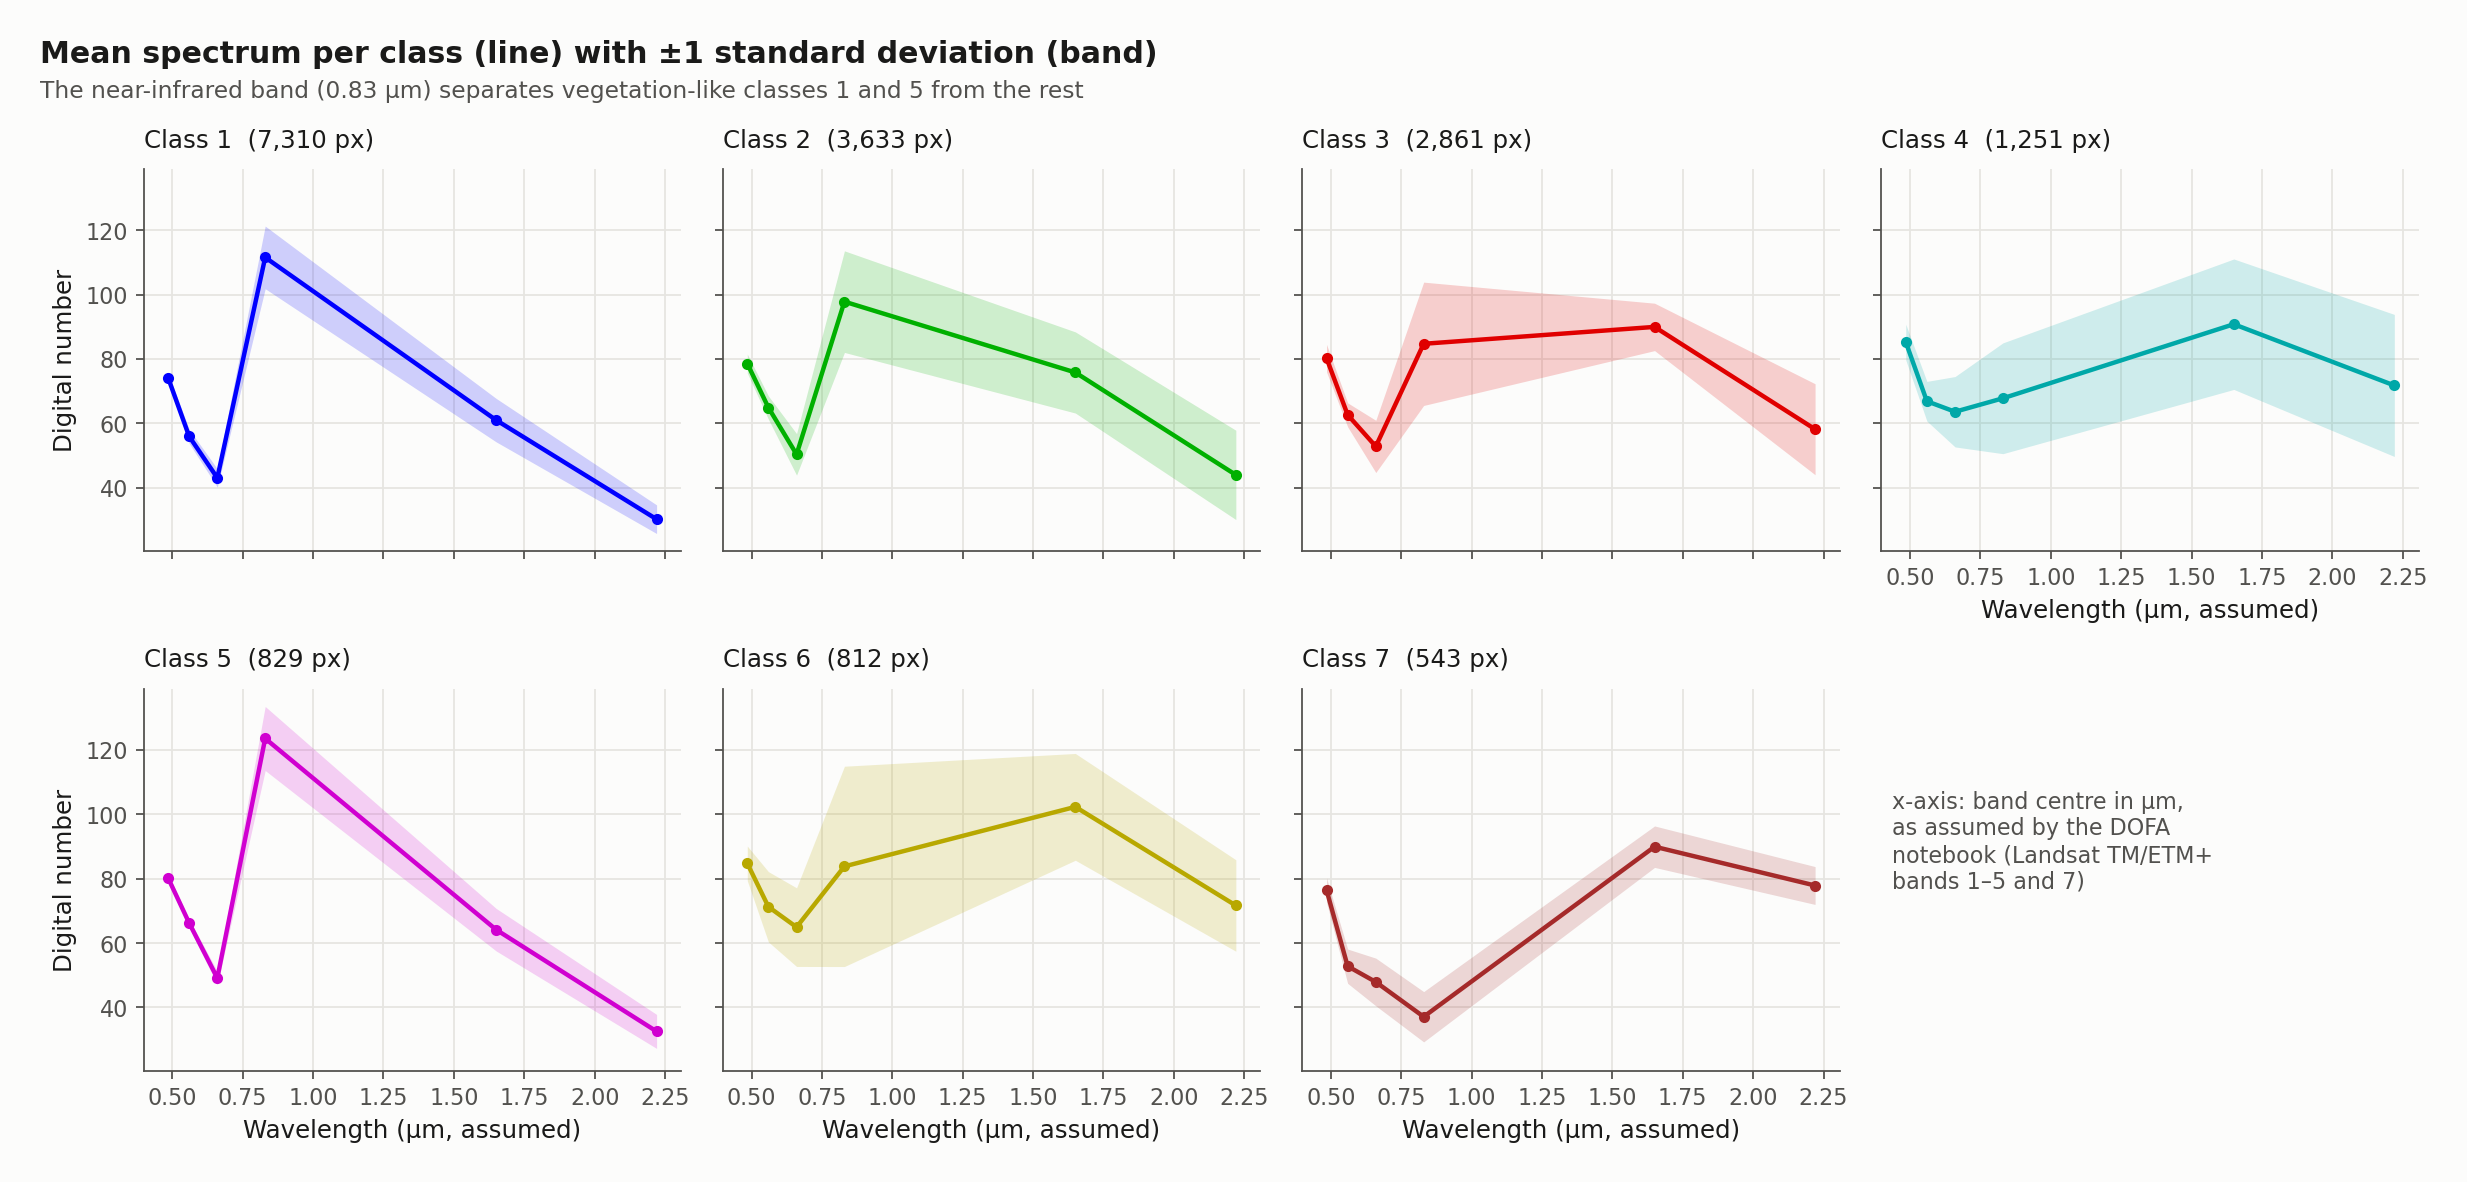 Mean spectrum per class (line) with ±1 standard deviation (band)
The near-infrared band (0.83 µm) separates vegetation-like classes 1 and 5 from the rest
Class 1 (7,310 px)
Class 2 (3,633 px)
Class 3 (2,861 px)
Class 4 (1,251 px)
Digital number
120
100
80
60
40
0.50 0.75 1.00 1.25 1.50 1.75 2.00 2.25
Wavelength (µm, assumed)
Class 5 (829 px)
Class 6 (812 px)
Class 7 (543 px)
Digital number
120
100
80
60
40
x-axis: band centre in µm,
as assumed by the DOFA
notebook (Landsat TM/ETM+
bands 1–5 and 7)
0.50 0.75 1.00 1.25 1.50 1.75 2.00 2.25
0.50 0.75 1.00 1.25 1.50 1.75 2.00 2.25
0.50 0.75 1.00 1.25 1.50 1.75 2.00 2.25
Wavelength (µm, assumed)
Wavelength (µm, assumed)
Wavelength (µm, assumed)